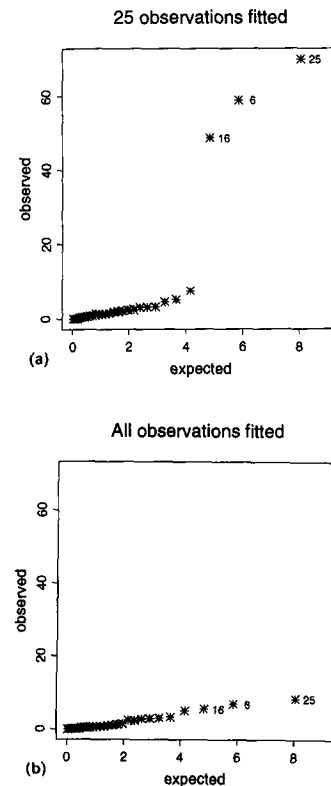 25 observations fitted
60
40
20
0
observed
25
6
16
0 2 4 6 8
expected
(a)
All observations fitted
60
40
20
0
observed
16 6 25
0 2 4 6 8
expected
(b)